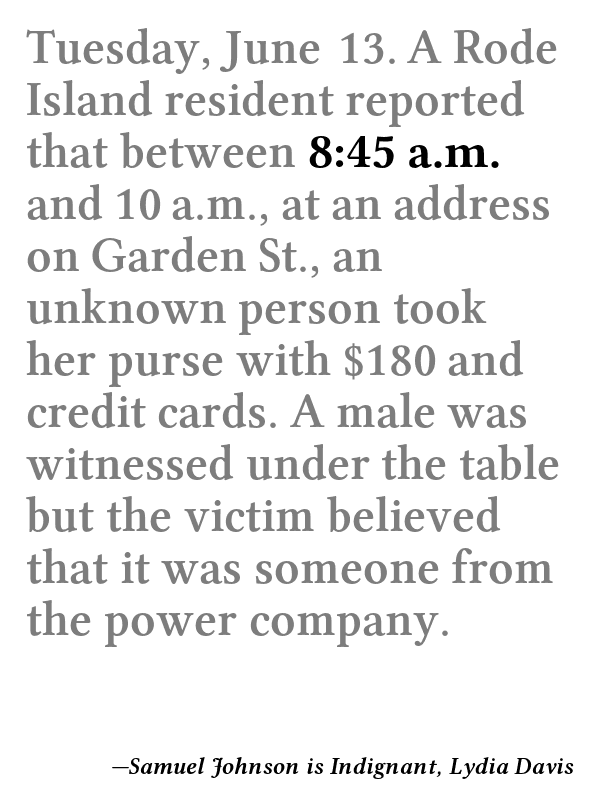 Tuesday, June 13. A Rode
Island resident reported
that between 8:45 a.m.
and 10 a.m., at an address
on Garden St., an
unknown person took
her purse with $180 and
credit cards. A male was
witnessed under the table
but the victim believed
that it was someone from
the power company.
—Samuel Johnson is Indignant, Lydia Davis